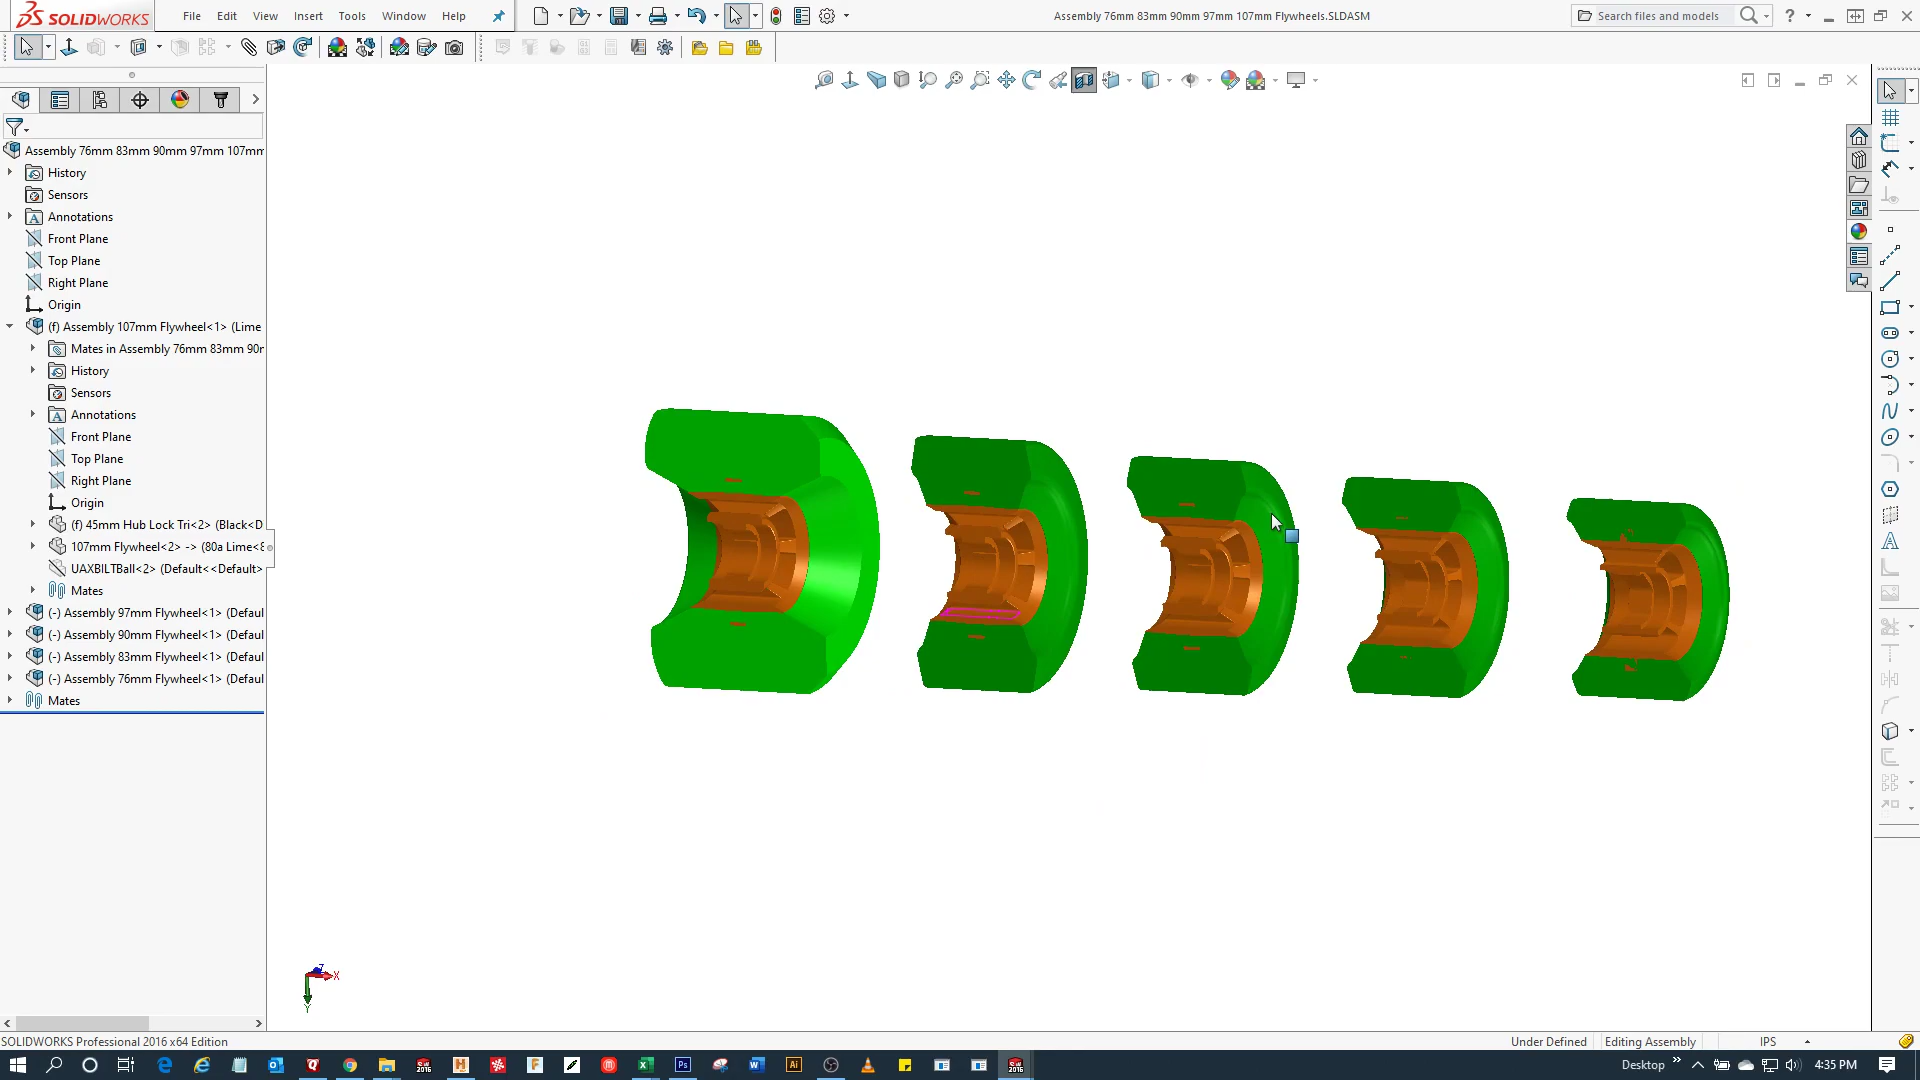 SOLIDWORKS File Edit View Insert Tools Window Help Assembly 76mm 83mm 90mm 97mm 107mm Flywheels.SLDASM Search files and models
Assembly 76mm 83mm 90mm 97mm 107mm
History
Sensors
Annotations
Front Plane
Top Plane
Right Plane
Origin
(f) Assembly 107mm Flywheel<1> (Lime
Mates in Assembly 76mm 83mm 90r
History
Sensors
Annotations
Front Plane
Top Plane
Right Plane
Origin
(f) 45mm Hub Lock Tri<2> (Black<D
107mm Flywheel<2> -> (80a Lime<8
UAXBILTBall<2> (Default<<Default>
Mates
(-) Assembly 97mm Flywheel<1> (Defaul
(-) Assembly 90mm Flywheel<1> (Defaul
(-) Assembly 83mm Flywheel<1> (Defaul
(-) Assembly 76mm Flywheel<1> (Defaul
Mates
Z
X
Y
SOLIDWORKS Professional 2016 x64 Edition Under Defined Editing Assembly IPS
Desktop 4:35 PM